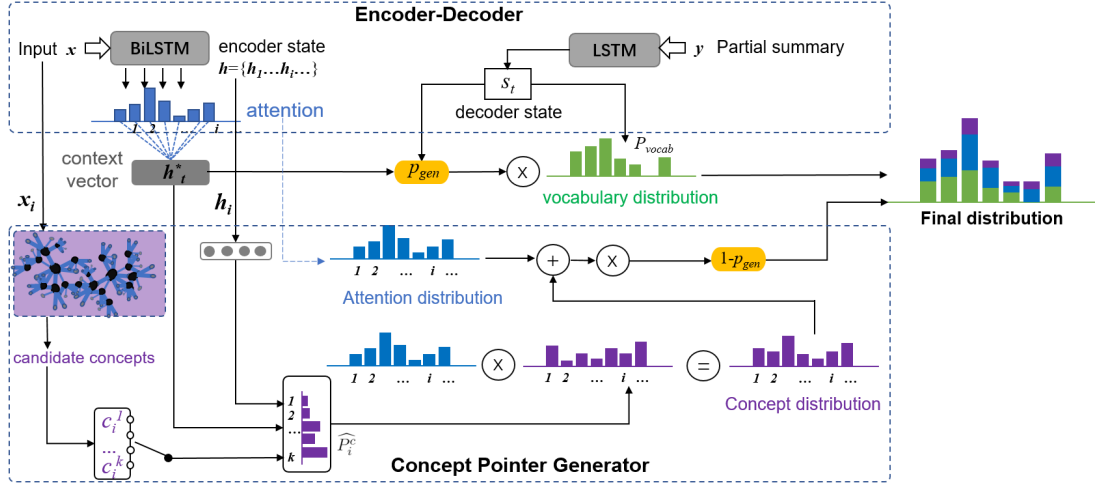 Encoder-Decoder
Input x
BiLSTM
encoder state
h={h₁…hᵢ…}
LSTM
y Partial summary
sₜ
decoder state
attention
1 2 ... i
context
vector
h*ₜ
pgen
X
Pvocab
vocabulary distribution
Final distribution
xᵢ
hᵢ
1 2 ... i ...
Attention distribution
+
X
1-pgen
candidate concepts
1 2 ... i ...
X
1 2 ... i ...
=
1 2 ... i ...
Concept distribution
cᵢ¹
...
cᵢᵏ
1
2
...
k
P̂ᵢᶜ
Concept Pointer Generator